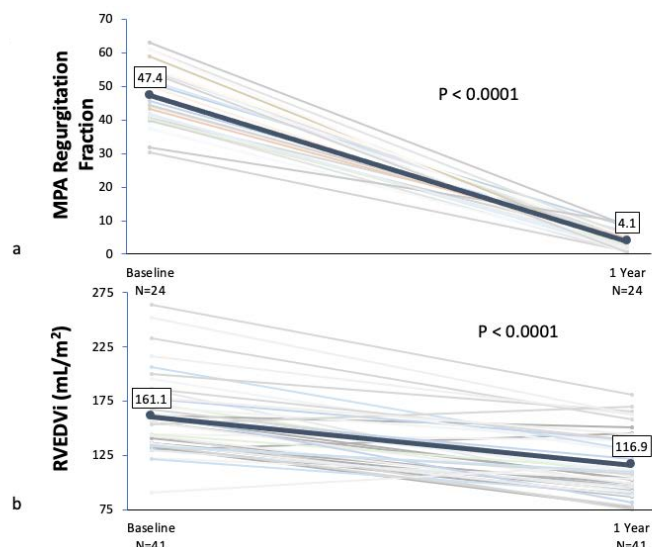 70
60
50
40
30
20
10
0
MPA Regurgitation
Fraction
47.4
P < 0.0001
4.1
a
Baseline
N=24
1 Year
N=24
275
225
175
125
75
RVEDVi (mL/m²)
161.1
P < 0.0001
116.9
b
Baseline
N=41
1 Year
N=41